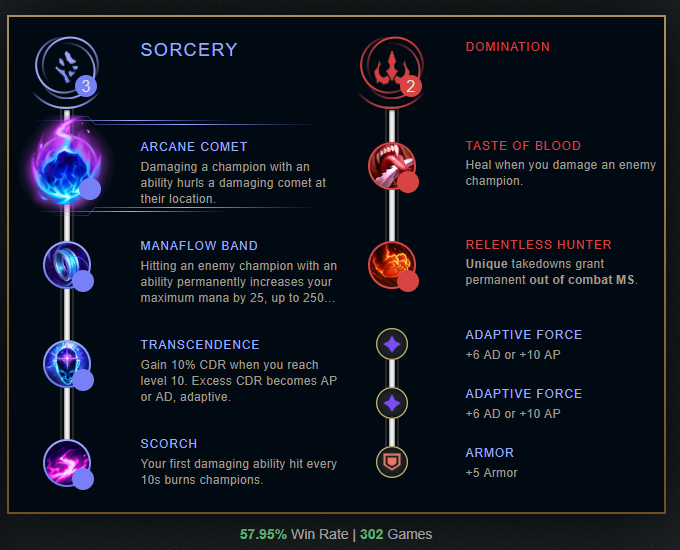 SORCERY
3
ARCANE COMET
Damaging a champion with an
ability hurls a damaging comet at
their location.
MANAFLOW BAND
Hitting an enemy champion with an
ability permanently increases your
maximum mana by 25, up to 250...
TRANSCENDENCE
Gain 10% CDR when you reach
level 10. Excess CDR becomes AP
or AD, adaptive.
SCORCH
Your first damaging ability hit every
10s burns champions.
DOMINATION
2
TASTE OF BLOOD
Heal when you damage an enemy
champion.
RELENTLESS HUNTER
Unique takedowns grant
permanent out of combat MS.
ADAPTIVE FORCE
+6 AD or +10 AP
ADAPTIVE FORCE
+6 AD or +10 AP
ARMOR
+5 Armor
57.95% Win Rate | 302 Games